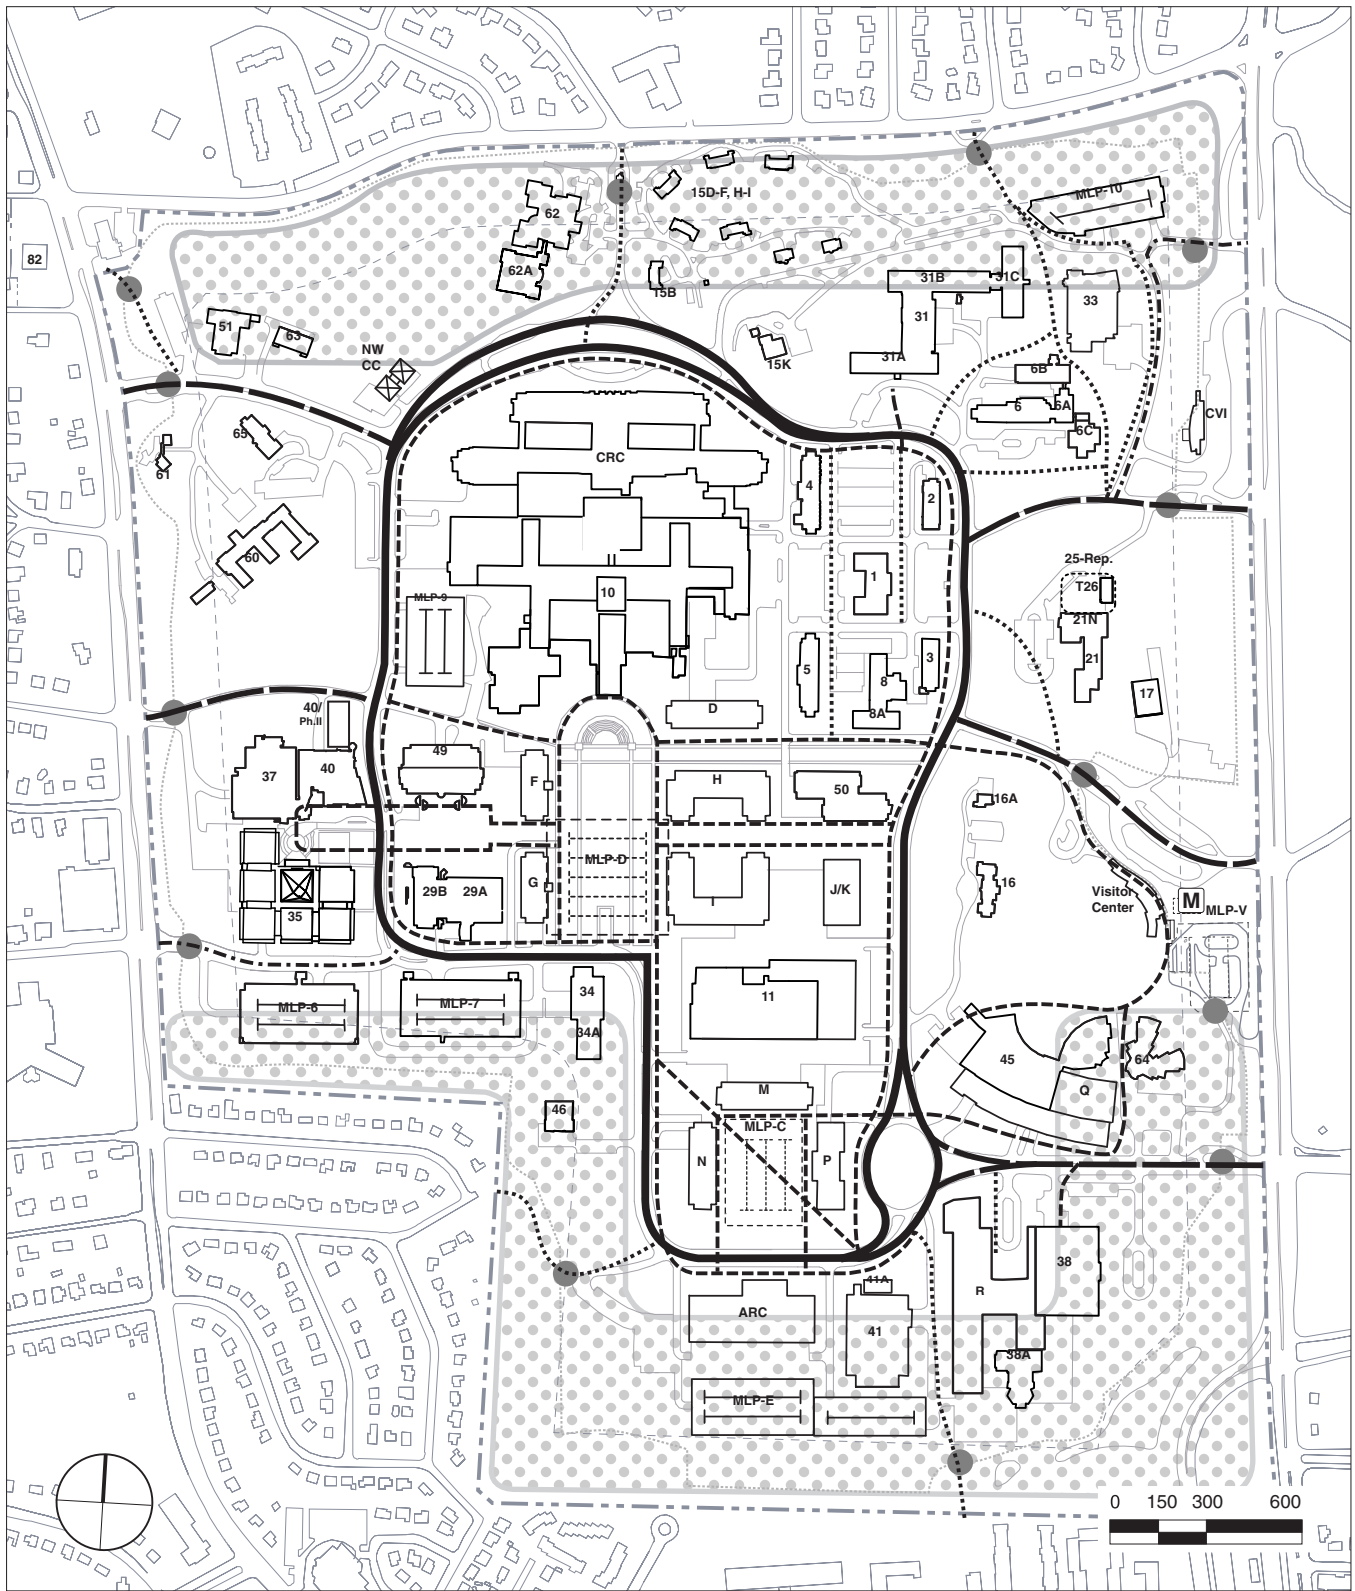 MLP-10
15D-F, H-I
62
82
62A
31B
31C
15B
33
51
31
63
NW
CC
31A
15K
6B
6
6A
CVI
6C
65
CRC
61
4
2
60
25-Rep.
1
T26
10
MLP-9
21N
3
5
21
8
17
40/
Ph.II
D
8A
49
40
37
H
F
50
16A
MLP-D
G
29B
29A
J/K
16
Visitor
Center
M
MLP-V
I
35
34
11
MLP-7
MLP-6
34A
45
64
M
Q
46
MLP-C
N
P
38
41A
R
ARC
41
38A
MLP-E
0 150 300 600